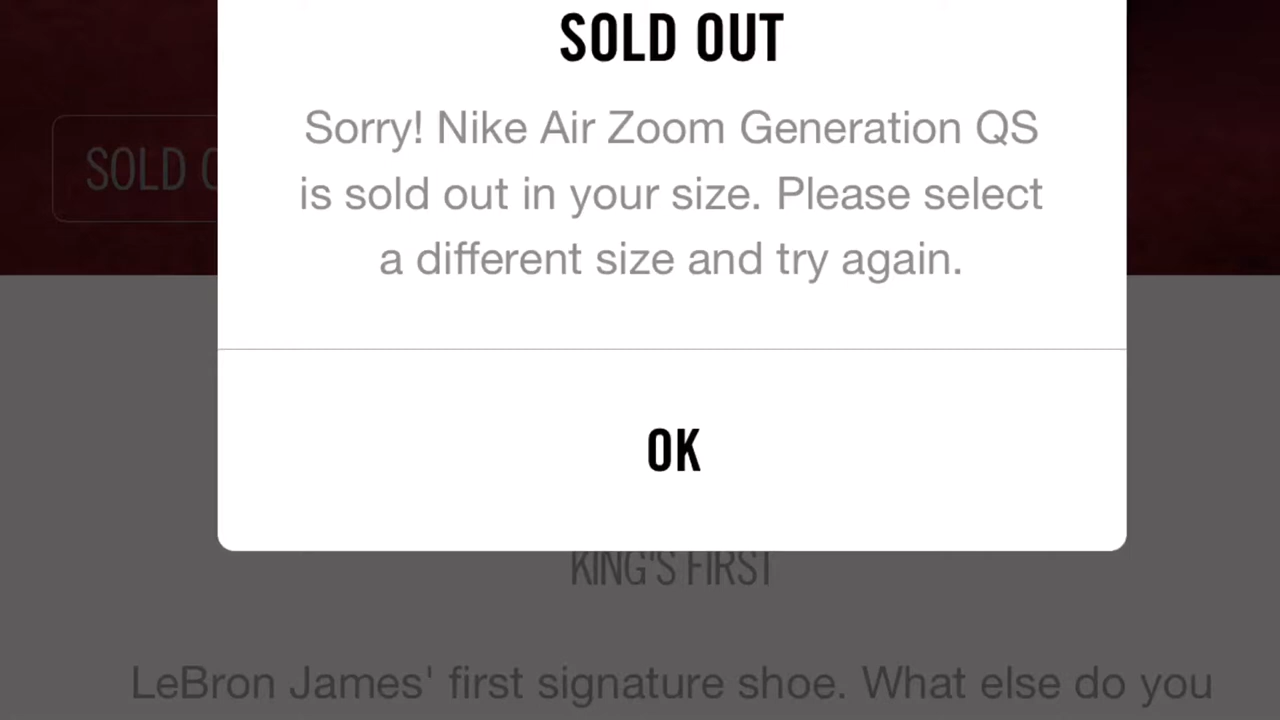 SOLD OUT
Sorry! Nike Air Zoom Generation QS
is sold out in your size. Please select
a different size and try again.
SOLD
OK
KING'S FIRST
LeBron James' first signature shoe. What else do you